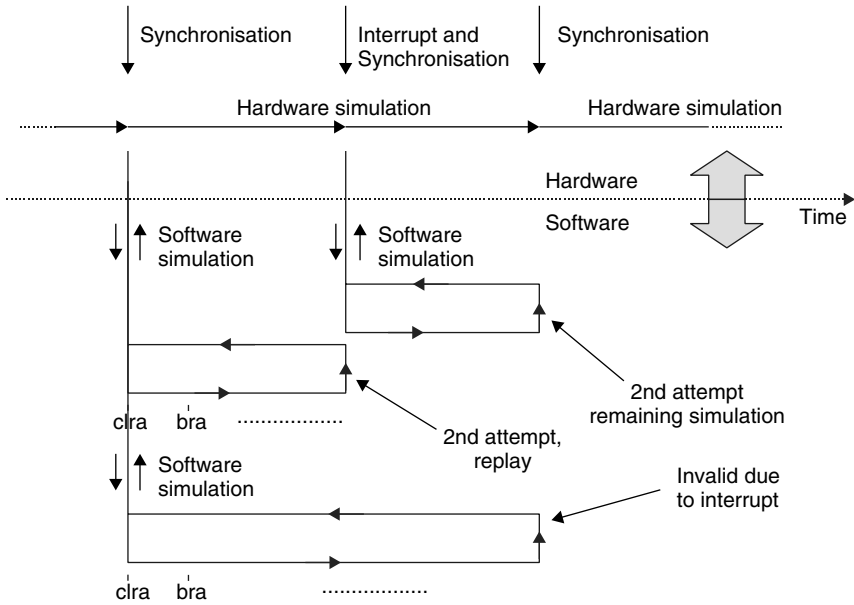 Synchronisation
Interrupt and
Synchronisation
Synchronisation
Hardware simulation
Hardware simulation
Hardware
Software
Time
Software
simulation
Software
simulation
2nd attempt
remaining simulation
clra
bra
2nd attempt,
replay
Software
simulation
Invalid due
to interrupt
clra
bra